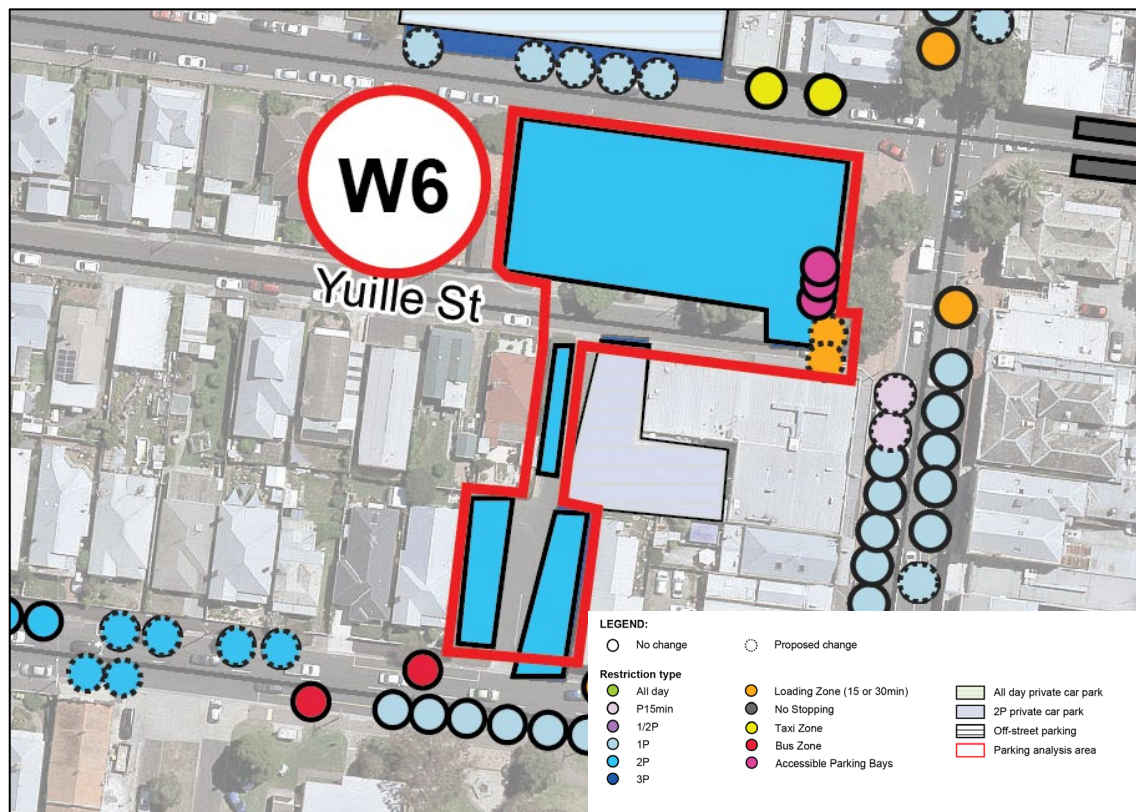 W6
Yuille St
LEGEND:
No change
Proposed change
Restriction type
All day
P15min
1/2P
1P
2P
3P
Loading Zone (15 or 30min)
No Stopping
Taxi Zone
Bus Zone
Accessible Parking Bays
All day private car park
2P private car park
Off-street parking
Parking analysis area